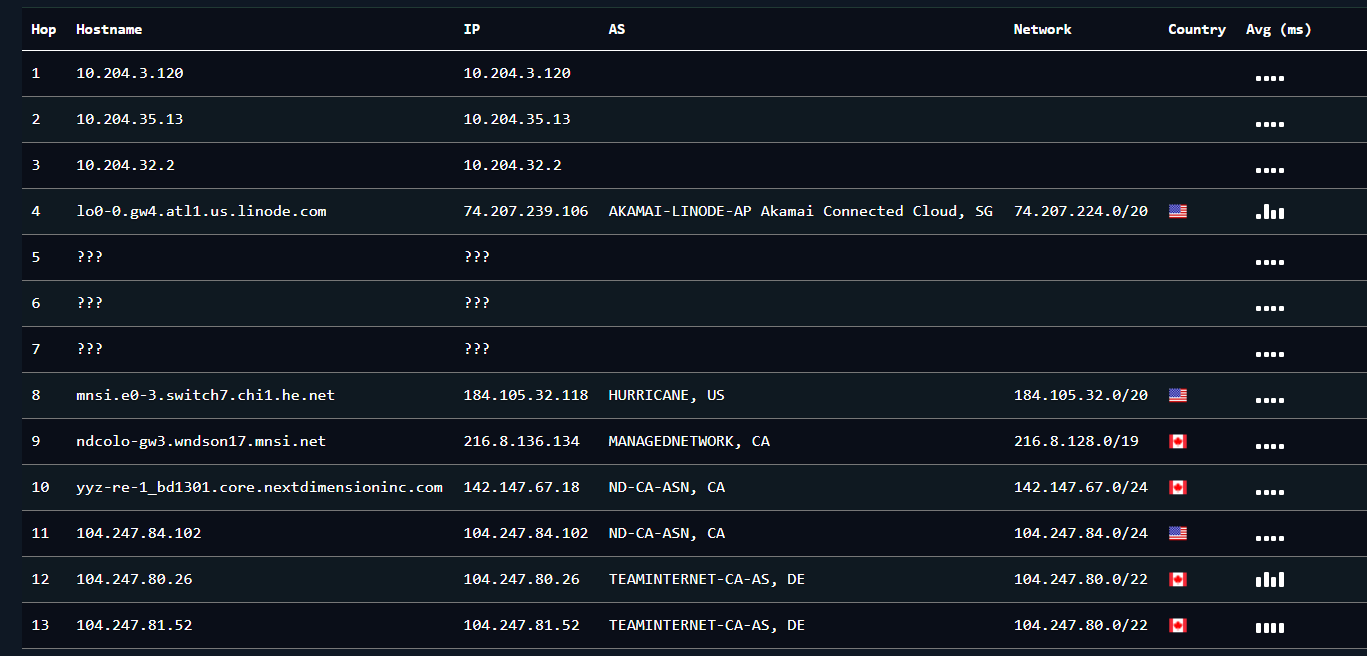 Hop Hostname IP AS Network Country Avg (ms)
1 10.204.3.120 10.204.3.120
2 10.204.35.13 10.204.35.13
3 10.204.32.2 10.204.32.2
4 lo0-0.gw4.atl1.us.linode.com 74.207.239.106 AKAMAI-LINODE-AP Akamai Connected Cloud, SG 74.207.224.0/20
5 ??? ???
6 ??? ???
7 ??? ???
8 mnsi.e0-3.switch7.chi1.he.net 184.105.32.118 HURRICANE, US 184.105.32.0/20
9 ndcolo-gw3.wndson17.mnsi.net 216.8.136.134 MANAGEDNETWORK, CA 216.8.128.0/19
10 yyz-re-1_bd1301.core.nextdimensioninc.com 142.147.67.18 ND-CA-ASN, CA 142.147.67.0/24
11 104.247.84.102 104.247.84.102 ND-CA-ASN, CA 104.247.84.0/24
12 104.247.80.26 104.247.80.26 TEAMINTERNET-CA-AS, DE 104.247.80.0/22
13 104.247.81.52 104.247.81.52 TEAMINTERNET-CA-AS, DE 104.247.80.0/22